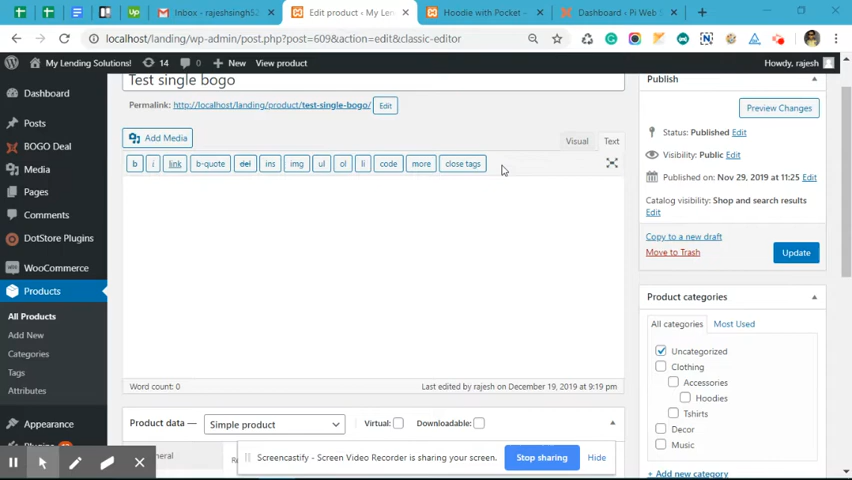 Inbox - rajeshsingh52
Edit product ‹ My Len
Hoodie with Pocket -
Dashboard ‹ Pi Web S
localhost/landing/wp-admin/post.php?post=609&action=edit&classic-editor
My Lending Solutions!
14
0
New
View product
Howdy, rajesh
Dashboard
Posts
BOGO Deal
Media
Pages
Comments
DotStore Plugins
WooCommerce
Products
All Products
Add New
Categories
Tags
Attributes
Appearance
Test single bogo
Permalink: http://localhost/landing/product/test-single-bogo/ Edit
Add Media
Visual
Text
b
i
link
b-quote
del
ins
img
ul
ol
li
code
more
close tags
Word count: 0
Last edited by rajesh on December 19, 2019 at 9:19 pm
Product data — Simple product
Virtual:
Downloadable:
Screencastify - Screen Video Recorder is sharing your screen.
Stop sharing
Hide
Publish
Preview Changes
Status: Published Edit
Visibility: Public Edit
Published on: Nov 29, 2019 at 11:25 Edit
Catalog visibility: Shop and search results
Edit
Copy to a new draft
Move to Trash
Update
Product categories
All categories
Most Used
Uncategorized
Clothing
Accessories
Hoodies
Tshirts
Decor
Music
+ Add new category